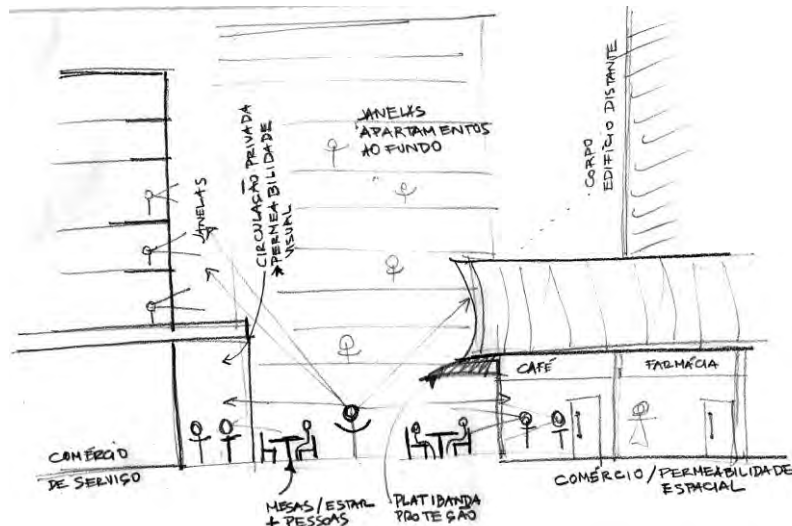 JANELAS
APARTAMENTOS
AO FUNDO
CORPO
EDIFÍCIO DISTANTE
JANELAS
CIRCULAÇÃO PRIVADA
PERMEABILIDADE
VISUAL
CAFÉ
FARMÁCIA
COMÉRCIO
DE SERVIÇO
MESAS/ESTAR
+ PESSOAS
PLATIBANDA
PROTEÇÃO
COMÉRCIO/PERMEABILIDADE
ESPACIAL